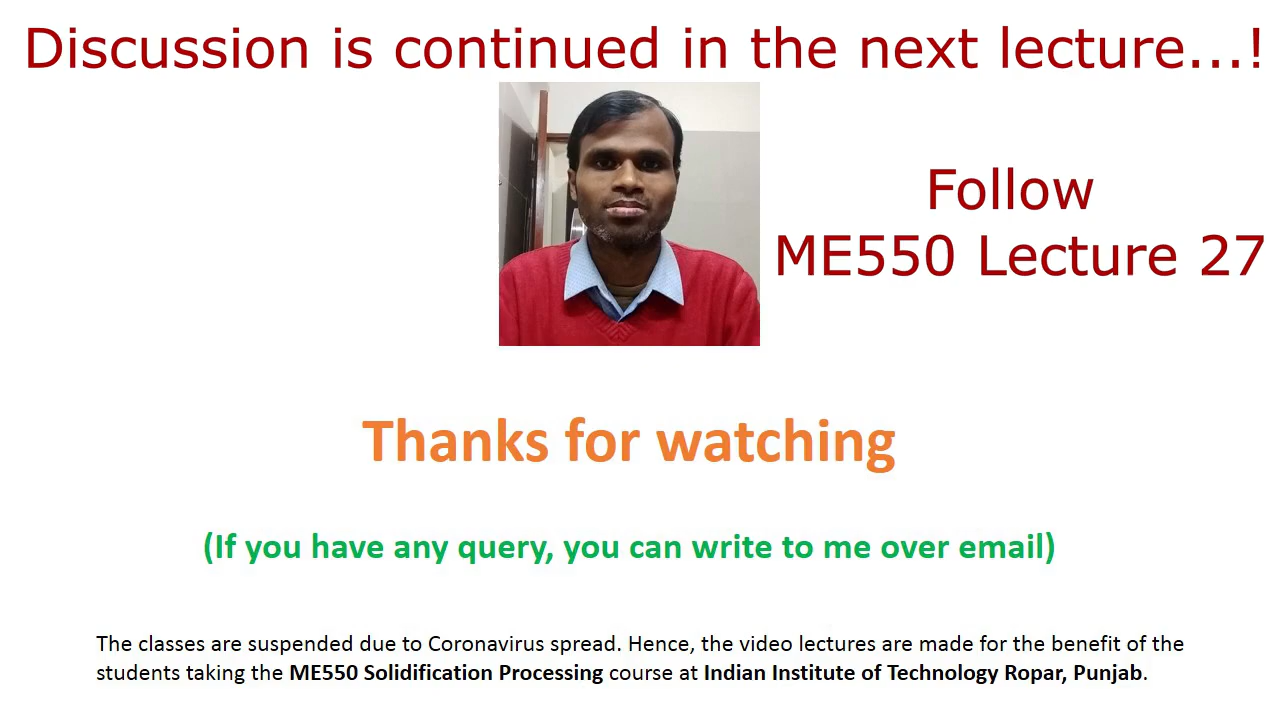 Discussion is continued in the next lecture...!
Follow
ME550 Lecture 27
Thanks for watching
(If you have any query, you can write to me over email)
The classes are suspended due to Coronavirus spread. Hence, the video lectures are made for the benefit of the
students taking the ME550 Solidification Processing course at Indian Institute of Technology Ropar, Punjab.